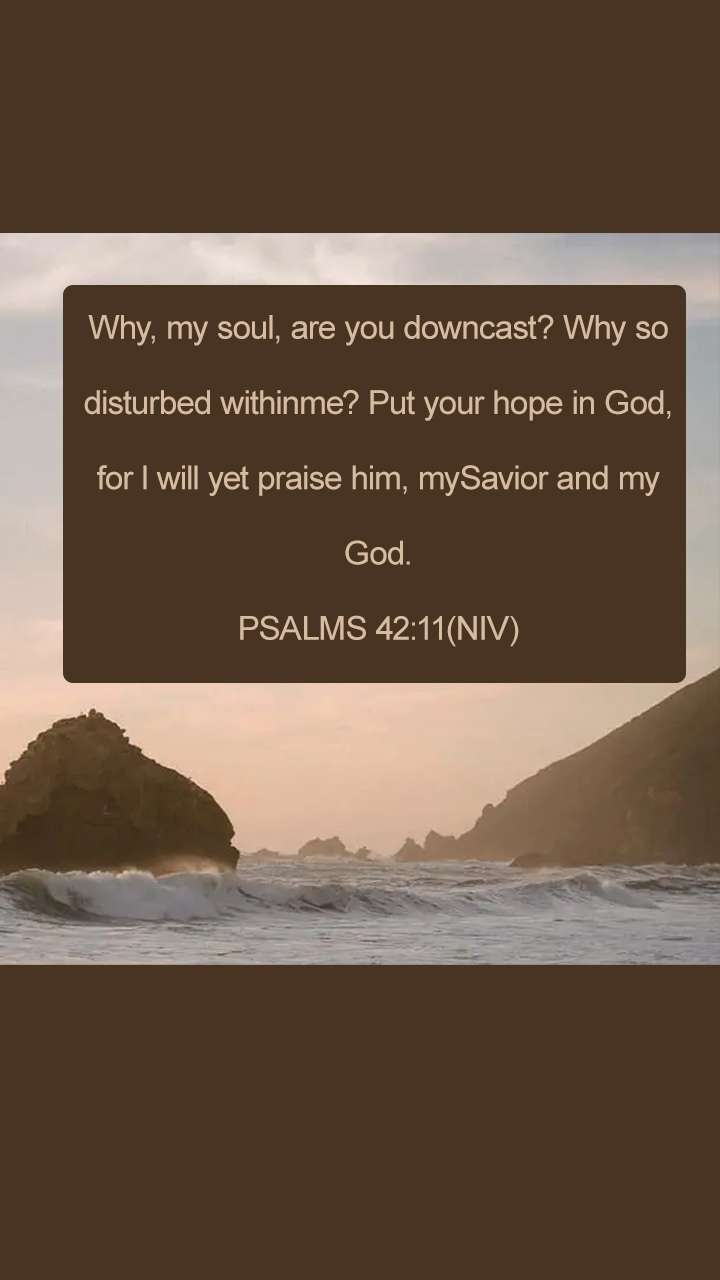 Why, my soul, are you downcast? Why so
disturbed withinme? Put your hope in God,
for I will yet praise him, mySavior and my
God.
PSALMS 42:11(NIV)